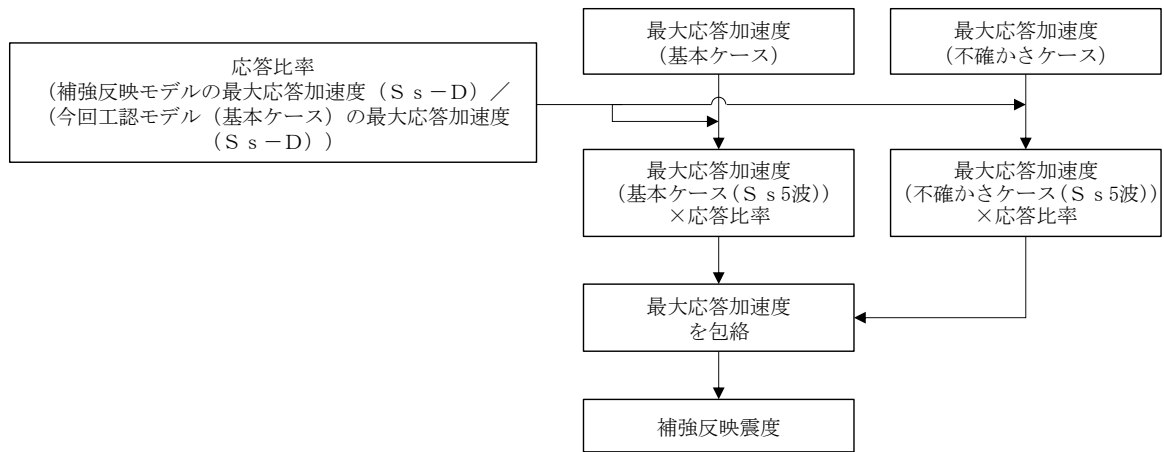 応答比率
（補強反映モデルの最大応答加速度（Ｓｓ－Ｄ）／
（今回工認モデル（基本ケース）の最大応答加速度
（Ｓｓ－Ｄ））
最大応答加速度
（基本ケース）
最大応答加速度
（不確かさケース）
最大応答加速度
（基本ケース（Ｓｓ5波））
×応答比率
最大応答加速度
（不確かさケース（Ｓｓ5波））
×応答比率
最大応答加速度
を包絡
補強反映震度